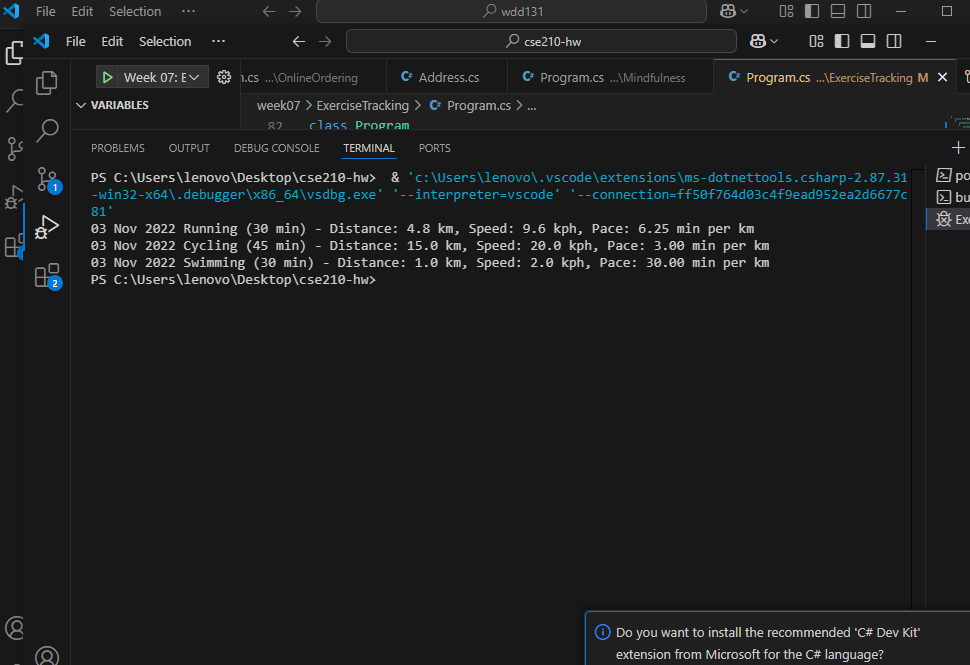 File Edit Selection ··· wdd131
File Edit Selection ··· cse210-hw
Week 07: E .cs ...\OnlineOrdering Address.cs Program.cs ...\Mindfulness Program.cs ...\ExerciseTracking M
VARIABLES
week07 > ExerciseTracking > Program.cs > ...
82 class Program
PROBLEMS OUTPUT DEBUG CONSOLE TERMINAL PORTS
PS C:\Users\lenovo\Desktop\cse210-hw> & 'c:\Users\lenovo\.vscode\extensions\ms-dotnettools.csharp-2.87.31
-win32-x64\.debugger\x86_64\vsdbg.exe' '--interpreter=vscode' '--connection=ff50f764d03c4f9ead952ea2d6677c
81'
03 Nov 2022 Running (30 min) - Distance: 4.8 km, Speed: 9.6 kph, Pace: 6.25 min per km
03 Nov 2022 Cycling (45 min) - Distance: 15.0 km, Speed: 20.0 kph, Pace: 3.00 min per km
03 Nov 2022 Swimming (30 min) - Distance: 1.0 km, Speed: 2.0 kph, Pace: 30.00 min per km
PS C:\Users\lenovo\Desktop\cse210-hw>
po
bu
Exe
1
2
Do you want to install the recommended 'C# Dev Kit'
extension from Microsoft for the C# language?